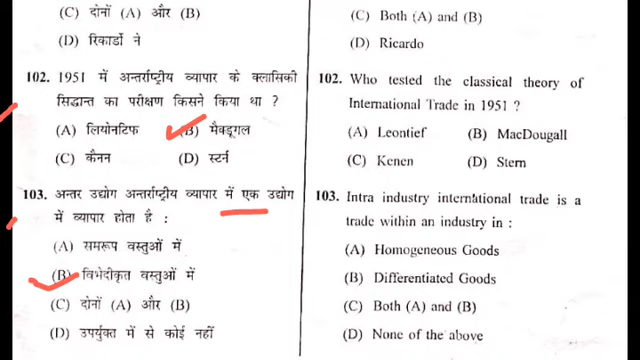 (C) दोनों (A) और (B)
(D) रिकार्डो ने
102. 1951 में अन्तर्राष्ट्रीय व्यापार के क्लासिकी
सिद्धान्त का परीक्षण किसने किया था ?
(A) लियोनटिफ (B) मैक्डूगल
(C) कैनन (D) स्टर्न
103. अन्तर उद्योग अन्तर्राष्ट्रीय व्यापार में एक उद्योग
में व्यापार होता है :
(A) समरूप वस्तुओं में
(B) विभेदीकृत वस्तुओं में
(C) दोनों (A) और (B)
(D) उपर्युक्त में से कोई नहीं
(C) Both (A) and (B)
(D) Ricardo
102. Who tested the classical theory of
International Trade in 1951 ?
(A) Leontief (B) MacDougall
(C) Kenen (D) Stern
103. Intra industry international trade is a
trade within an industry in :
(A) Homogeneous Goods
(B) Differentiated Goods
(C) Both (A) and (B)
(D) None of the above